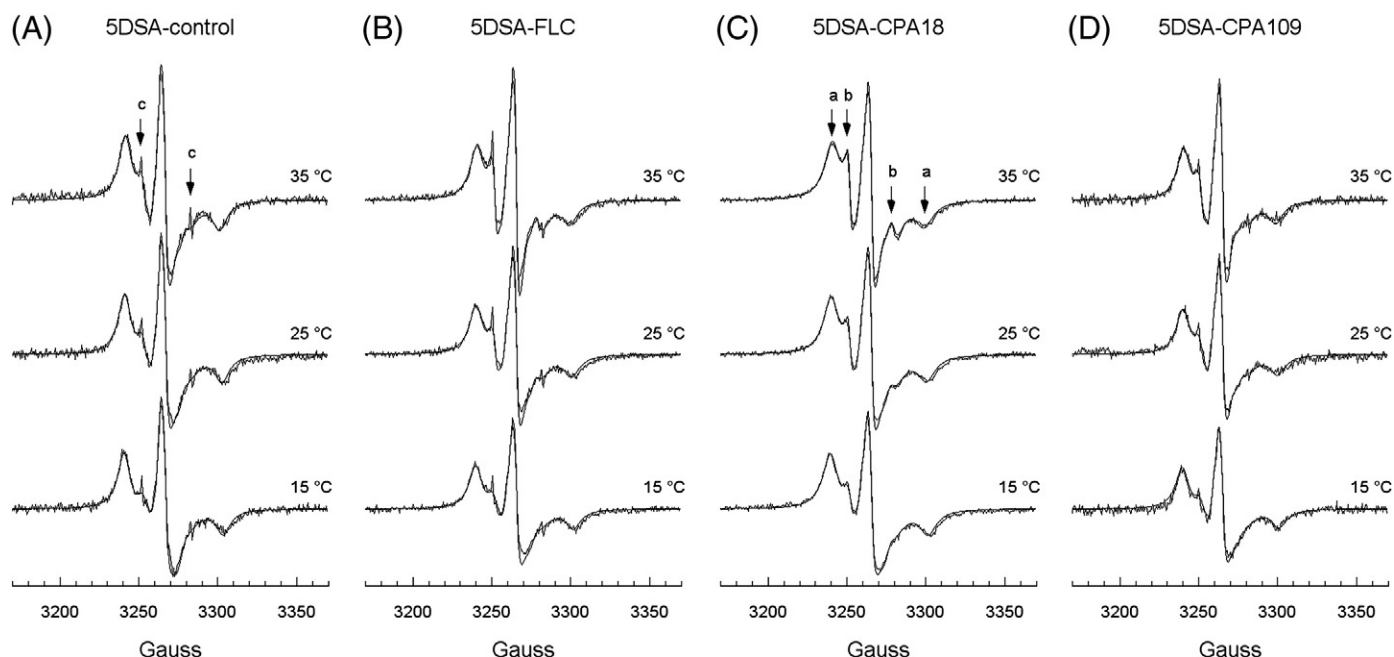 (A) 5DSA-control
(B) 5DSA-FLC
(C) 5DSA-CPA18
(D) 5DSA-CPA109
c
c
35 °C
25 °C
15 °C
35 °C
25 °C
15 °C
a b
b a
35 °C
25 °C
15 °C
35 °C
25 °C
15 °C
3200 3250 3300 3350
Gauss
3200 3250 3300 3350
Gauss
3200 3250 3300 3350
Gauss
3200 3250 3300 3350
Gauss